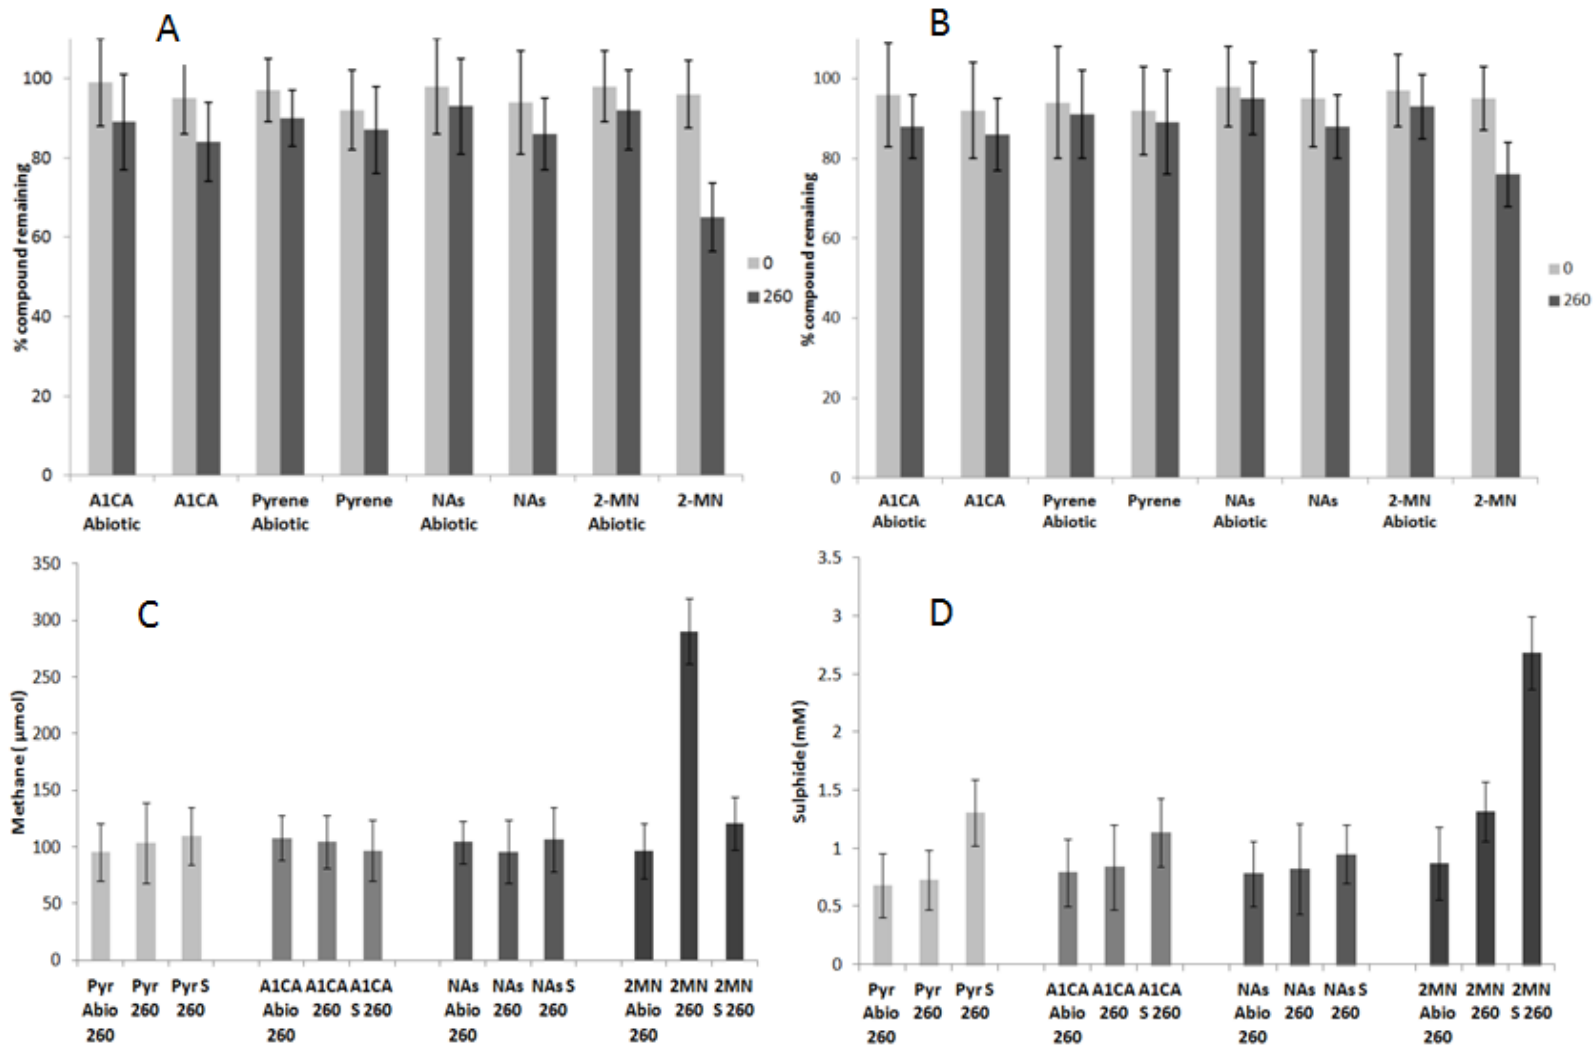 A
% compound remaining
100
80
60
40
20
0
A1CA Abiotic
A1CA
Pyrene Abiotic
Pyrene
NAs Abiotic
NAs
2-MN Abiotic
2-MN
0
260
B
% compound remaining
100
80
60
40
20
0
A1CA Abiotic
A1CA
Pyrene Abiotic
Pyrene
NAs Abiotic
NAs
2-MN Abiotic
2-MN
0
260
C
Methane ( µmol)
350
300
250
200
150
100
50
0
Pyr Abio 260
Pyr 260
Pyr S 260
A1CA Abio 260
A1CA 260
A1CA S 260
NAs Abio 260
NAs 260
NAs S 260
2MN Abio 260
2MN 260
2MN S 260
D
Sulphide (mM)
3.5
3
2.5
2
1.5
1
0.5
0
Pyr Abio 260
Pyr 260
Pyr S 260
A1CA Abio 260
A1CA 260
A1CA S 260
NAs Abio 260
NAs 260
NAs S 260
2MN Abio 260
2MN 260
2MN S 260